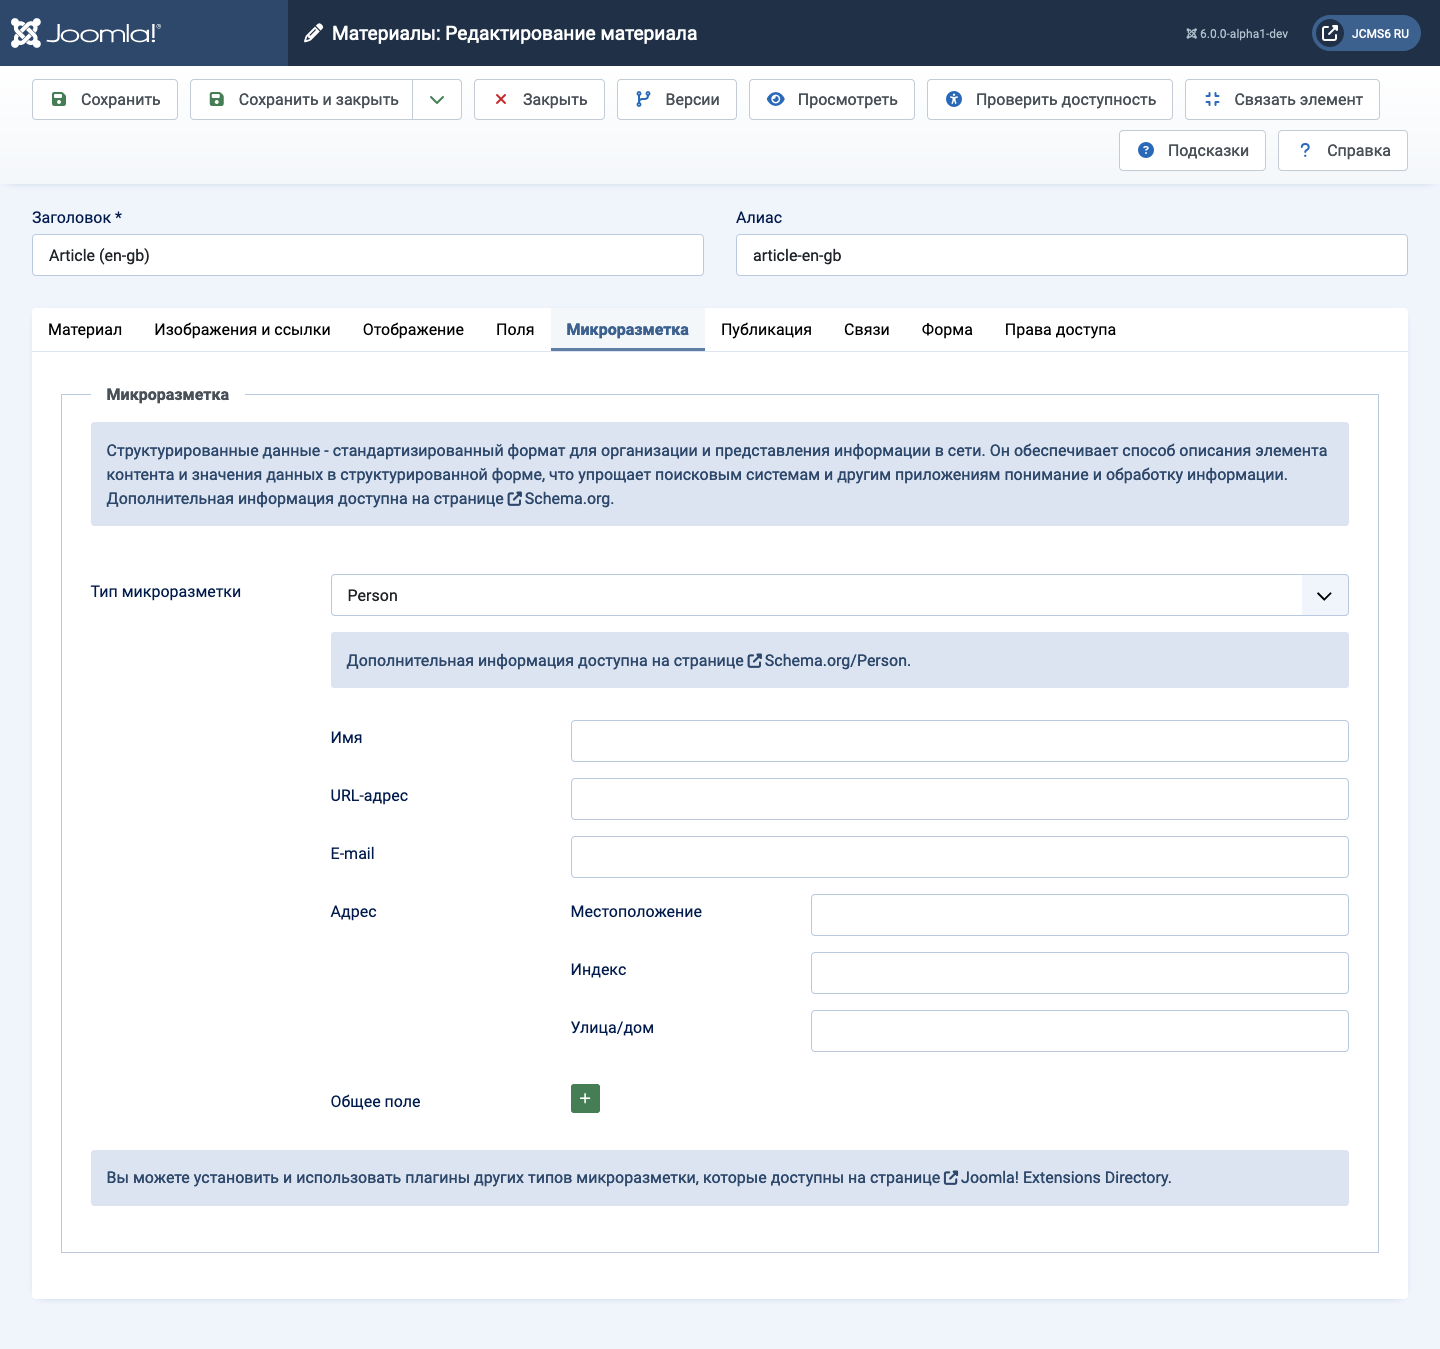 Joomla!®
Материалы: Редактирование материала
6.0.0-alpha1-dev
JCMS6 RU
Сохранить
Сохранить и закрыть
Закрыть
Версии
Просмотреть
Проверить доступность
Связать элемент
Подсказки
Справка
Заголовок *
Алиас
Article (en-gb)
article-en-gb
Материал
Изображения и ссылки
Отображение
Поля
Микроразметка
Публикация
Связи
Форма
Права доступа
Микроразметка
Структурированные данные - стандартизированный формат для организации и представления информации в сети. Он обеспечивает способ описания элемента
контента и значения данных в структурированной форме, что упрощает поисковым системам и другим приложениям понимание и обработку информации.
Дополнительная информация доступна на странице Schema.org.
Тип микроразметки
Person
Дополнительная информация доступна на странице Schema.org/Person.
Имя
URL-адрес
E-mail
Адрес
Местоположение
Индекс
Улица/дом
Общее поле
Вы можете установить и использовать плагины других типов микроразметки, которые доступны на странице Joomla! Extensions Directory.